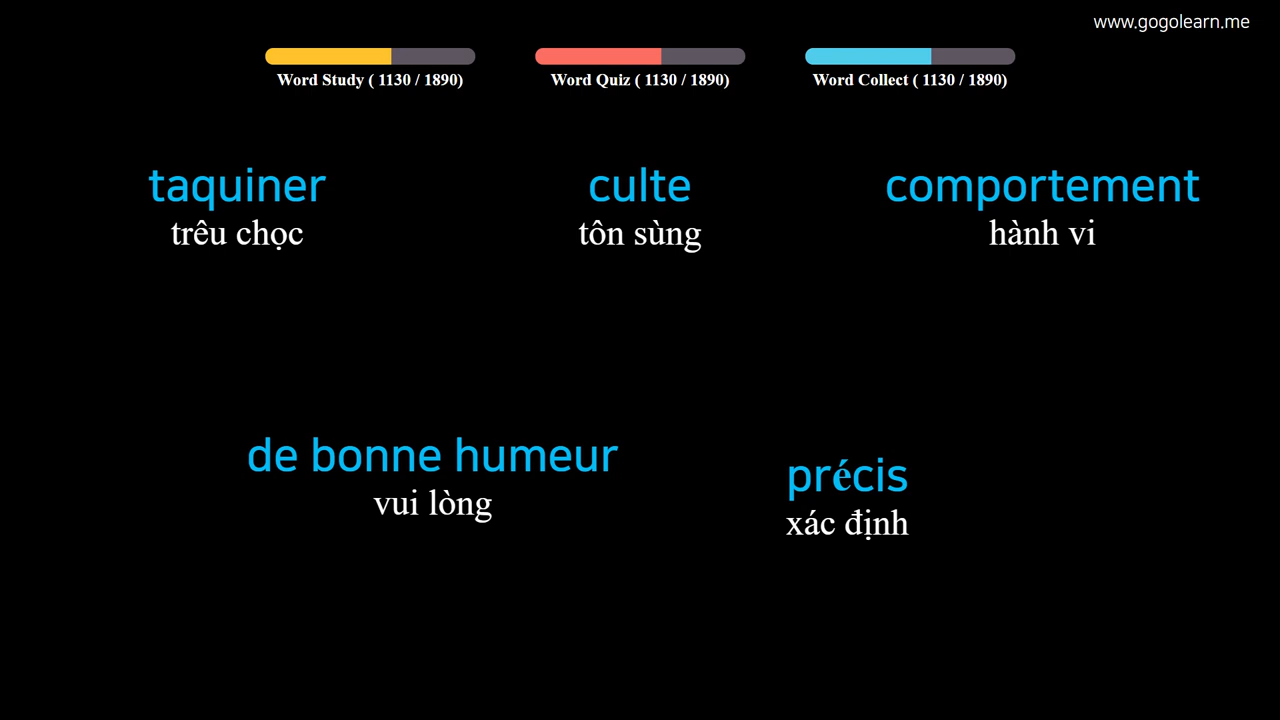 www.gogolearn.me
Word Study ( 1130 / 1890)
Word Quiz ( 1130 / 1890)
Word Collect ( 1130 / 1890)
taquiner
trêu chọc
culte
tôn sùng
comportement
hành vi
de bonne humeur
vui lòng
précis
xác định